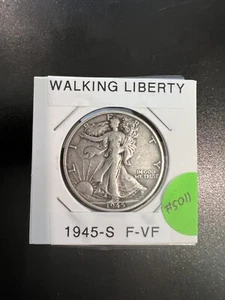 WALKING LIBERTY
LIBERTY
IN GOD
WE TRUST
1945
#5011
1945-S F-VF